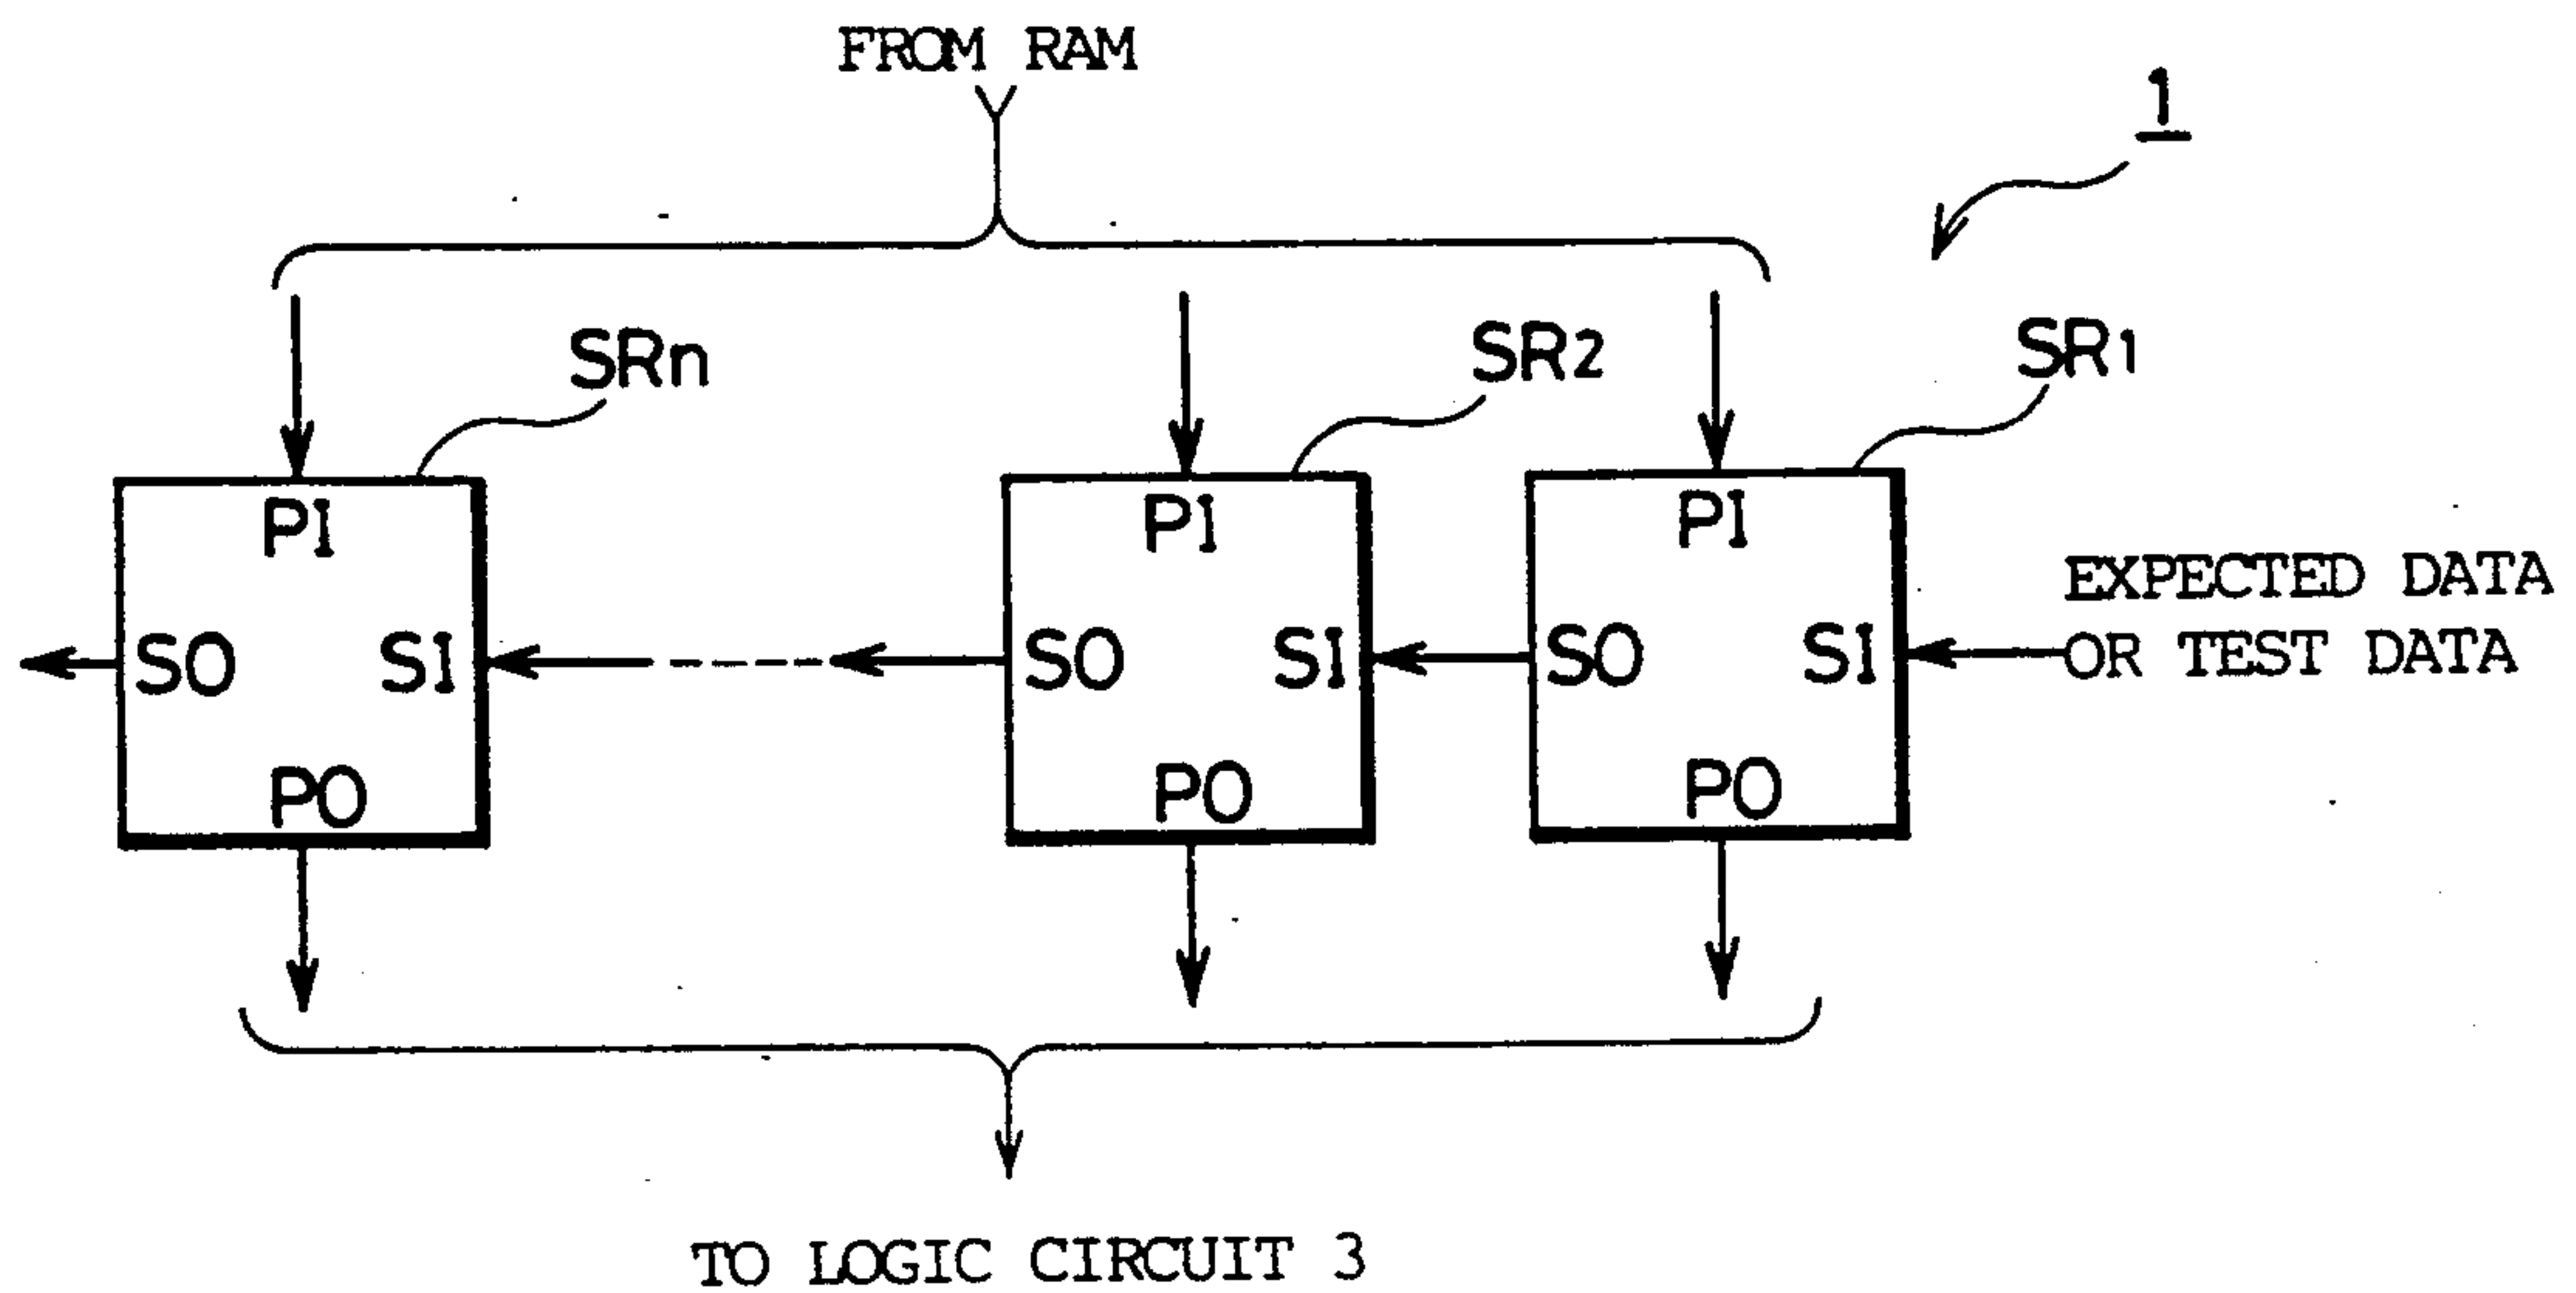 FROM RAM
1
SRn
SR2
SR1
PI
PI
PI
EXPECTED DATA
OR TEST DATA
SO
SI
SO
SI
SO
SI
PO
PO
PO
TO LOGIC CIRCUIT 3